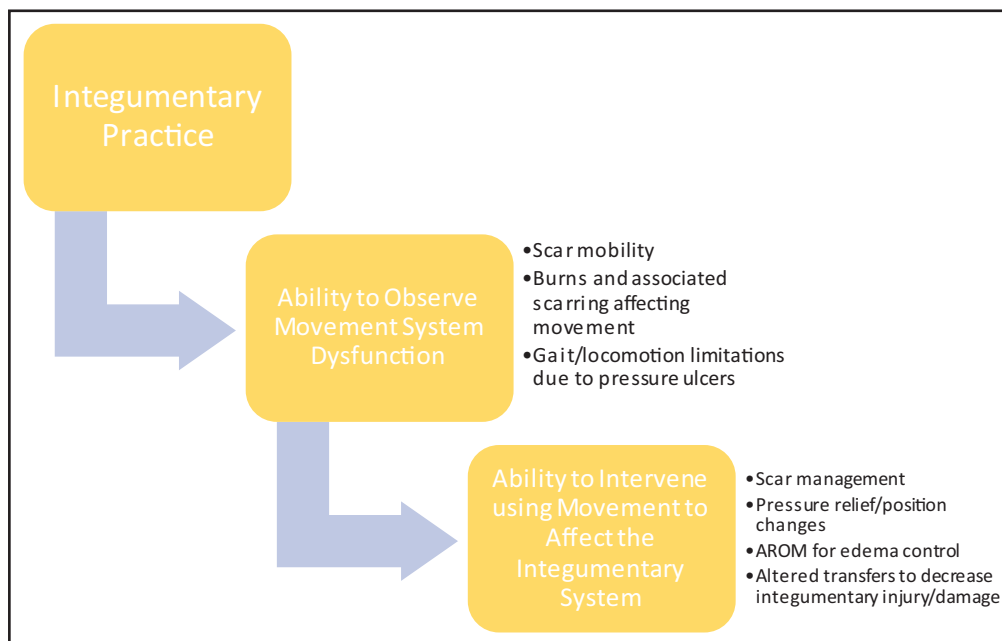 Integumentary
Practice
Ability to Observe
Movement System
Dysfunction
•Scar mobility
•Burns and associated
scarring affecting
movement
•Gait/locomotion limitations
due to pressure ulcers
Ability to Intervene
using Movement to
Affect the
Integumentary
System
•Scar management
•Pressure relief/position
changes
•AROM for edema control
•Altered transfers to decrease
integumentary injury/damage